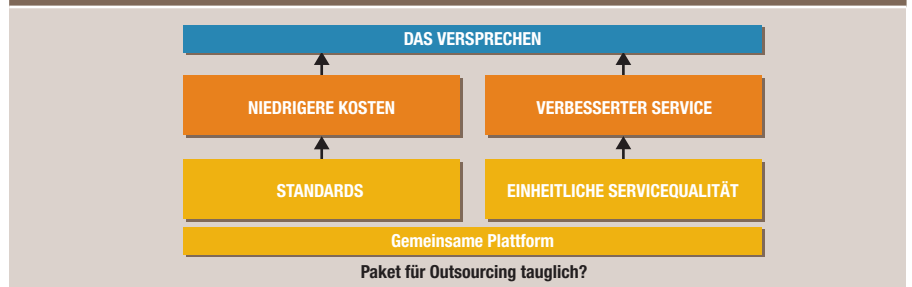 DAS VERSPRECHEN
NIEDRIGERE KOSTEN
VERBESSERTER SERVICE
STANDARDS
EINHEITLICHE SERVICEQUALITÄT
Gemeinsame Plattform
Paket für Outsourcing tauglich?